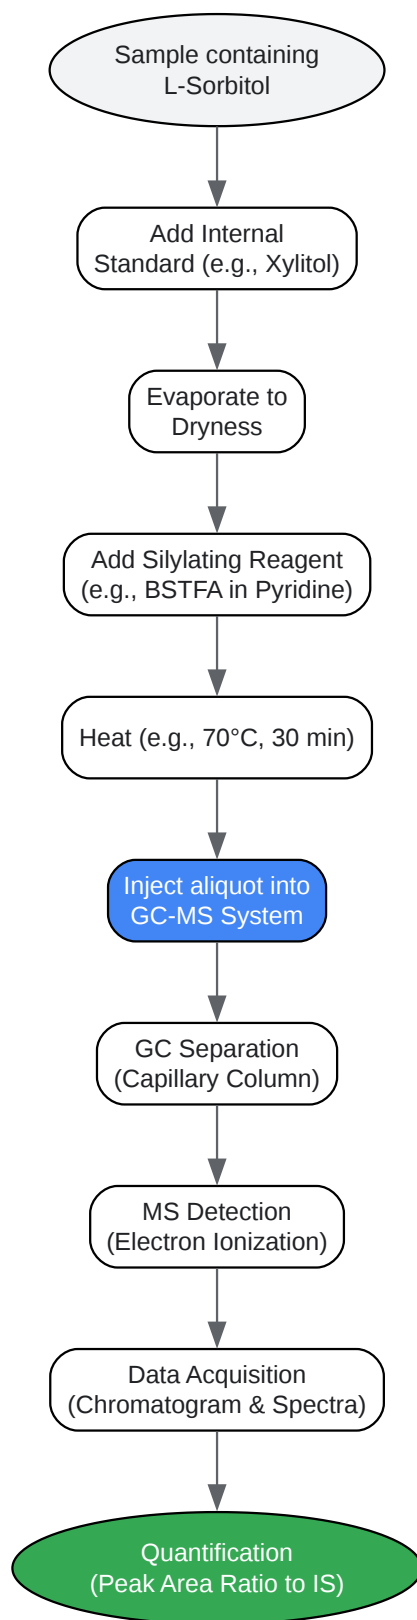 Sample containing
L-Sorbitol
Add Internal
Standard (e.g., Xylitol)
Evaporate to
Dryness
Add Silylating Reagent
(e.g., BSTFA in Pyridine)
Heat (e.g., 70°C, 30 min)
Inject aliquot into
GC-MS System
GC Separation
(Capillary Column)
MS Detection
(Electron Ionization)
Data Acquisition
(Chromatogram & Spectra)
Quantification
(Peak Area Ratio to IS)